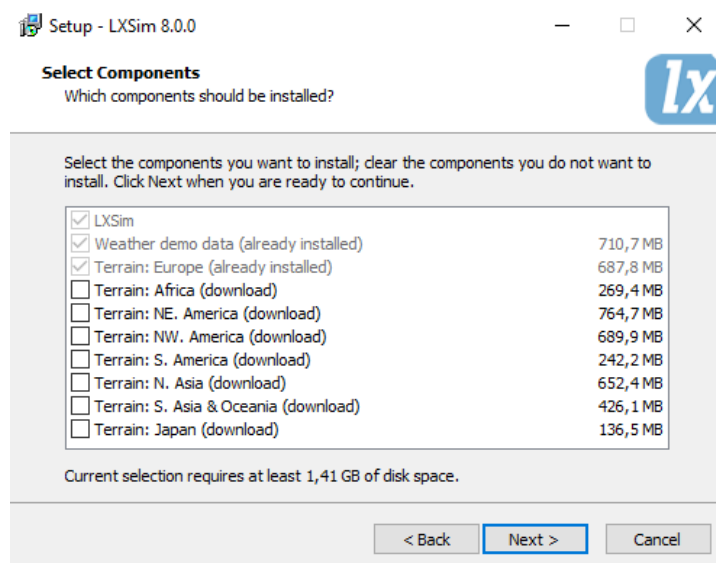 Setup - LXSim 8.0.0
Select Components
Which components should be installed?
lx
Select the components you want to install; clear the components you do not want to
install. Click Next when you are ready to continue.
LXSim
Weather demo data (already installed) 710,7 MB
Terrain: Europe (already installed) 687,8 MB
Terrain: Africa (download) 269,4 MB
Terrain: NE. America (download) 764,7 MB
Terrain: NW. America (download) 689,9 MB
Terrain: S. America (download) 242,2 MB
Terrain: N. Asia (download) 652,4 MB
Terrain: S. Asia & Oceania (download) 426,1 MB
Terrain: Japan (download) 136,5 MB
Current selection requires at least 1,41 GB of disk space.
< Back Next > Cancel